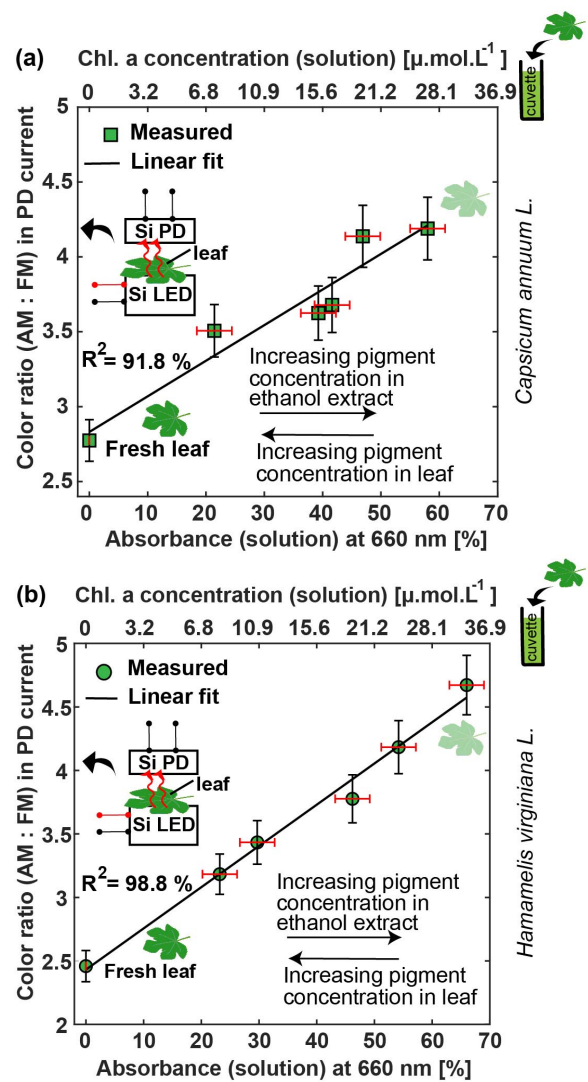 (a)
Chl. a concentration (solution) [µ.mol.L⁻¹]
0 3.2 6.8 10.9 15.6 21.2 28.1 36.9
cuvette
5
4.5
4
3.5
3
2.5
Color ratio (AM : FM) in PD current
Measured
Linear fit
Si PD
leaf
Si LED
R²= 91.8 %
Increasing pigment
concentration in
ethanol extract
Increasing pigment
concentration in leaf
Fresh leaf
Capsicum annuum L.
0 10 20 30 40 50 60 70
Absorbance (solution) at 660 nm [%]
(b)
Chl. a concentration (solution) [µ.mol.L⁻¹]
0 3.2 6.8 10.9 15.6 21.2 28.1 36.9
cuvette
5
4.5
4
3.5
3
2.5
2
Color ratio (AM : FM) in PD current
Measured
Linear fit
Si PD
leaf
Si LED
R²= 98.8 %
Increasing pigment
concentration in
ethanol extract
Increasing pigment
concentration in leaf
Fresh leaf
Hamamelis virginiana L.
0 10 20 30 40 50 60 70
Absorbance (solution) at 660 nm [%]